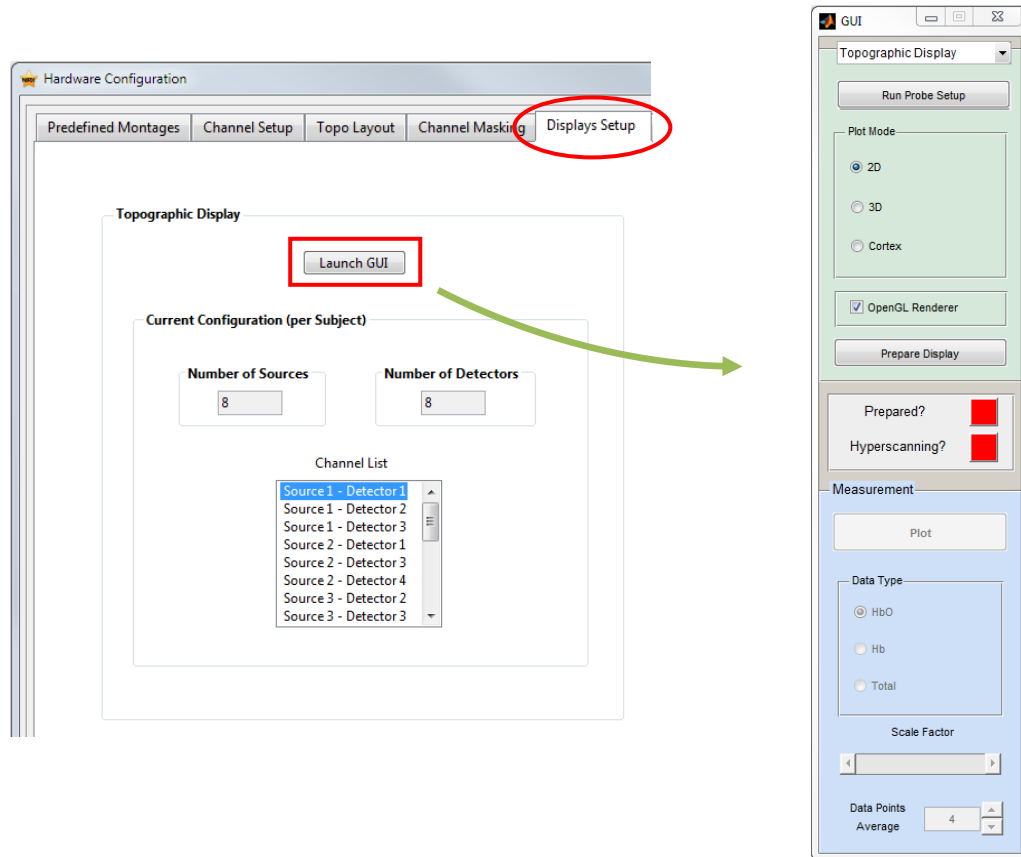 Hardware Configuration
Predefined Montages Channel Setup Topo Layout Channel Masking Displays Setup
Topographic Display
Launch GUI
Current Configuration (per Subject)
Number of Sources Number of Detectors
8 8
Channel List
Source 1 - Detector 1
Source 1 - Detector 2
Source 1 - Detector 3
Source 2 - Detector 1
Source 2 - Detector 3
Source 2 - Detector 4
Source 3 - Detector 2
Source 3 - Detector 3
GUI
Topographic Display
Run Probe Setup
Plot Mode
2D
3D
Cortex
OpenGL Renderer
Prepare Display
Prepared?
Hyperscanning?
Measurement
Plot
Data Type
HbO
Hb
Total
Scale Factor
Data Points
Average
4